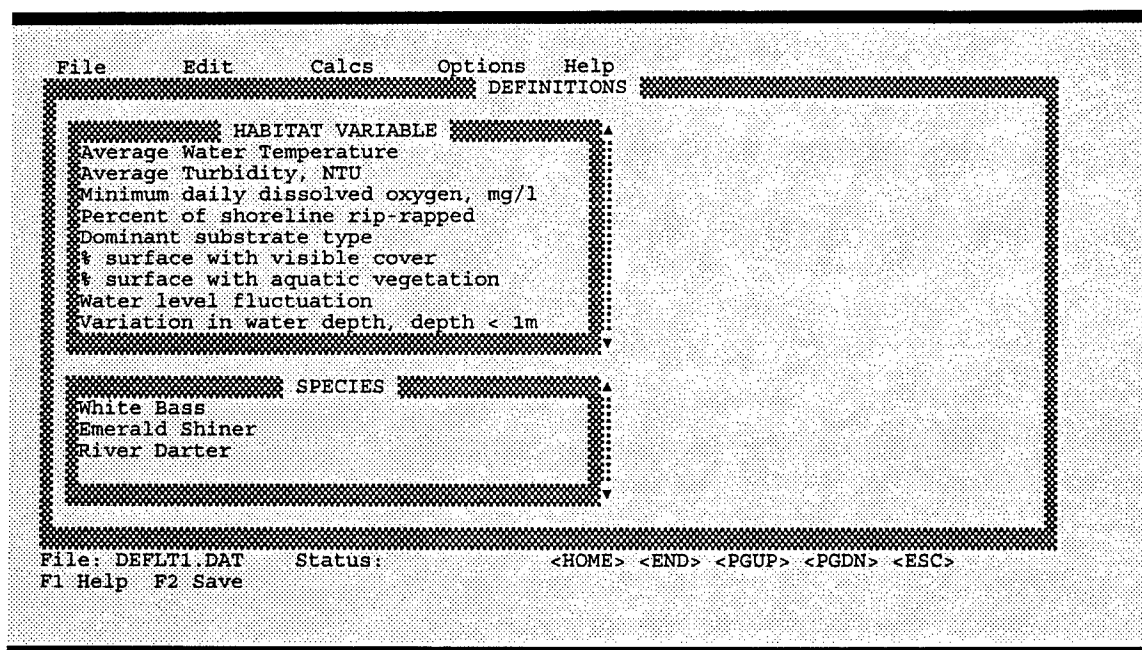 File Edit Calcs Options Help
DEFINITIONS
HABITAT VARIABLE
Average Water Temperature
Average Turbidity, NTU
Minimum daily dissolved oxygen, mg/l
Percent of shoreline rip-rapped
Dominant substrate type
% surface with visible cover
% surface with aquatic vegetation
Water level fluctuation
Variation in water depth, depth < 1m
SPECIES
White Bass
Emerald Shiner
River Darter
File: DEFLT1.DAT Status: <HOME> <END> <PGUP> <PGDN> <ESC>
F1 Help F2 Save